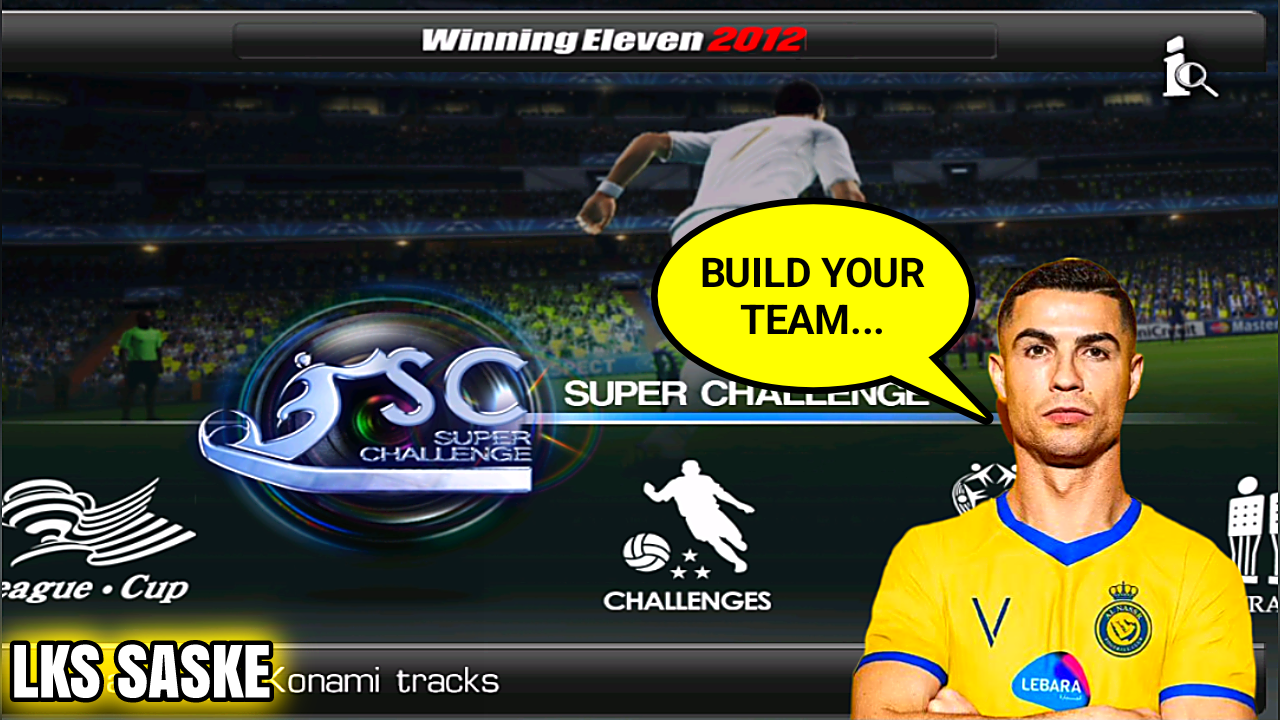 Winning Eleven 2012
BUILD YOUR
TEAM...
SUPER CHALLENGE
SC
SUPER
CHALLENGE
eague • Cup
CHALLENGES
LEBARA
LKS SASKE
Konami tracks